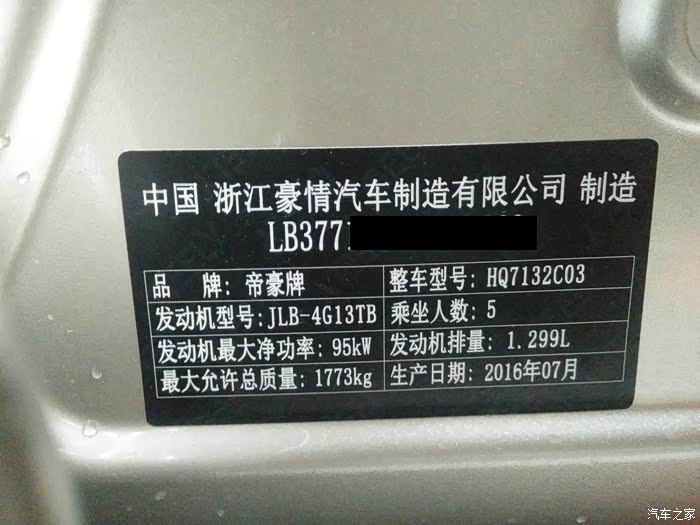 中国 浙江豪情汽车制造有限公司 制造
LB377
品 牌: 帝豪牌
整车型号: HQ7132C03
发动机型号: JLB-4G13TB
乘坐人数: 5
发动机最大净功率: 95kW
发动机排量: 1.299L
最大允许总质量: 1773kg
生产日期: 2016年07月
汽车之家